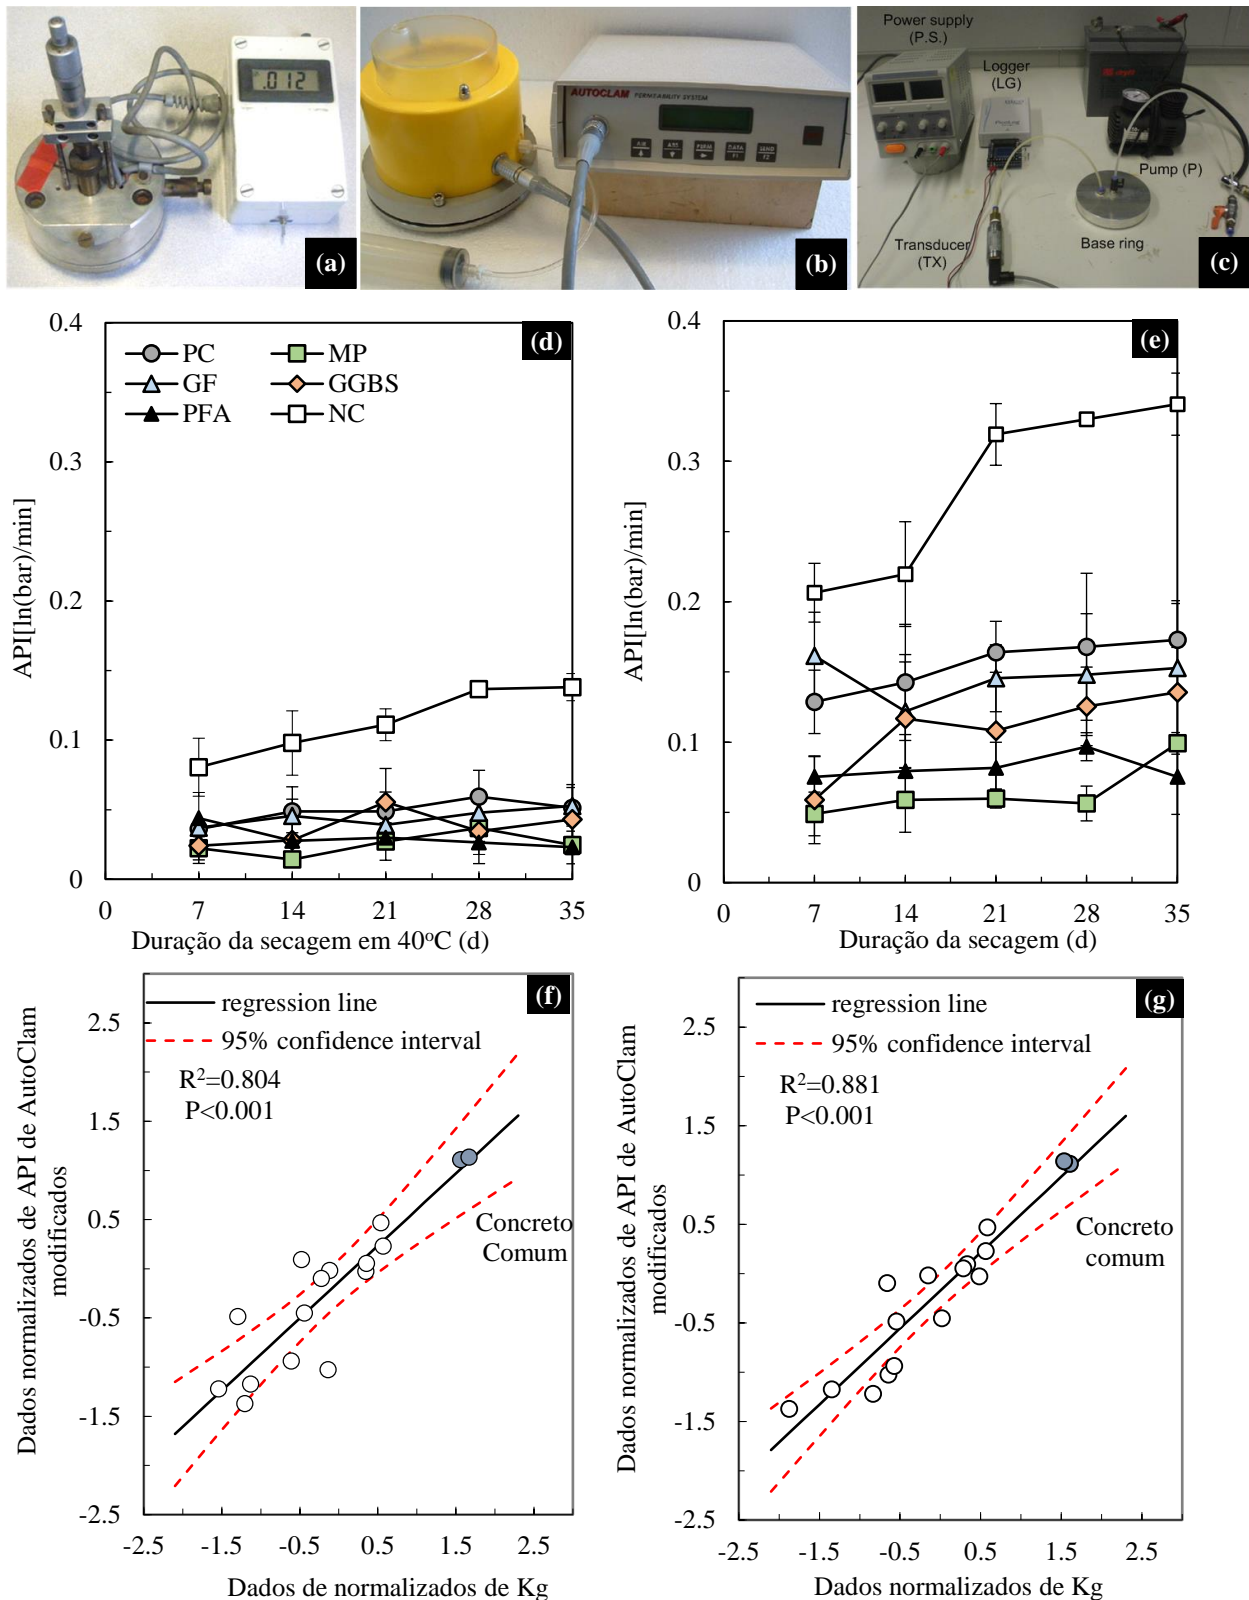 .012
(a)
AUTOCLAM PERMEABILITY SYSTEM
AIR
PERM
DATA
F1
F2
(b)
Power supply
(P.S.)
Logger
(LG)
Pump (P)
Transducer
(TX)
Base ring
(c)
(d)
PC
MP
GF
GGBS
PFA
NC
0.4
0.3
0.2
0.1
0
API[ln(bar)/min]
0
7
14
21
28
35
Duração da secagem em 40ºC (d)
(e)
0.4
0.3
0.2
0.1
0
API[ln(bar)/min]
0
7
14
21
28
35
Duração da secagem (d)
(f)
regression line
95% confidence interval
R²=0.804
P<0.001
Concreto
Comum
2.5
1.5
0.5
-0.5
-1.5
-2.5
Dados normalizados de API de AutoClam
modificados
-2.5
-1.5
-0.5
0.5
1.5
2.5
Dados de normalizados de Kg
(g)
regression line
95% confidence interval
R²=0.881
P<0.001
Concreto
comum
2.5
1.5
0.5
-0.5
-1.5
-2.5
Dados normalizados de API de AutoClam
modificados
-2.5
-1.5
-0.5
0.5
1.5
2.5
Dados normalizados de Kg